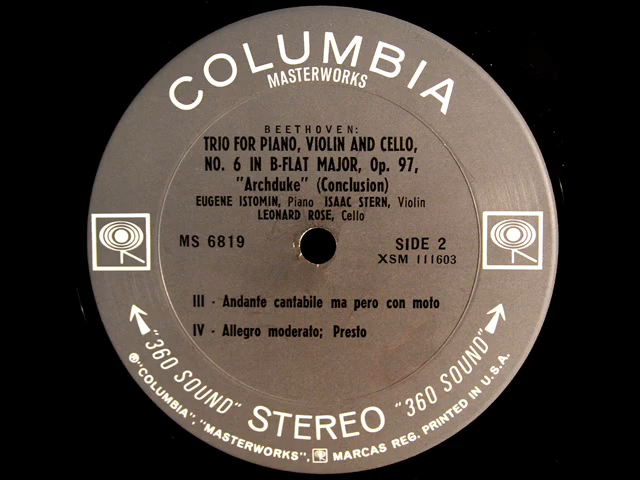 COLUMBIA
MASTERWORKS
BEETHOVEN:
TRIO FOR PIANO, VIOLIN AND CELLO,
NO. 6 IN B-FLAT MAJOR, Op. 97,
"Archduke" (Conclusion)
EUGENE ISTOMIN, Piano ISAAC STERN, Violin
LEONARD ROSE, Cello
MS 6819
SIDE 2
XSM 111603
III - Andante cantabile ma pero con moto
IV - Allegro moderato; Presto
"360 SOUND" STEREO "360 SOUND"
Ⓟ "COLUMBIA", "MASTERWORKS", MARCAS REG. PRINTED IN U.S.A.